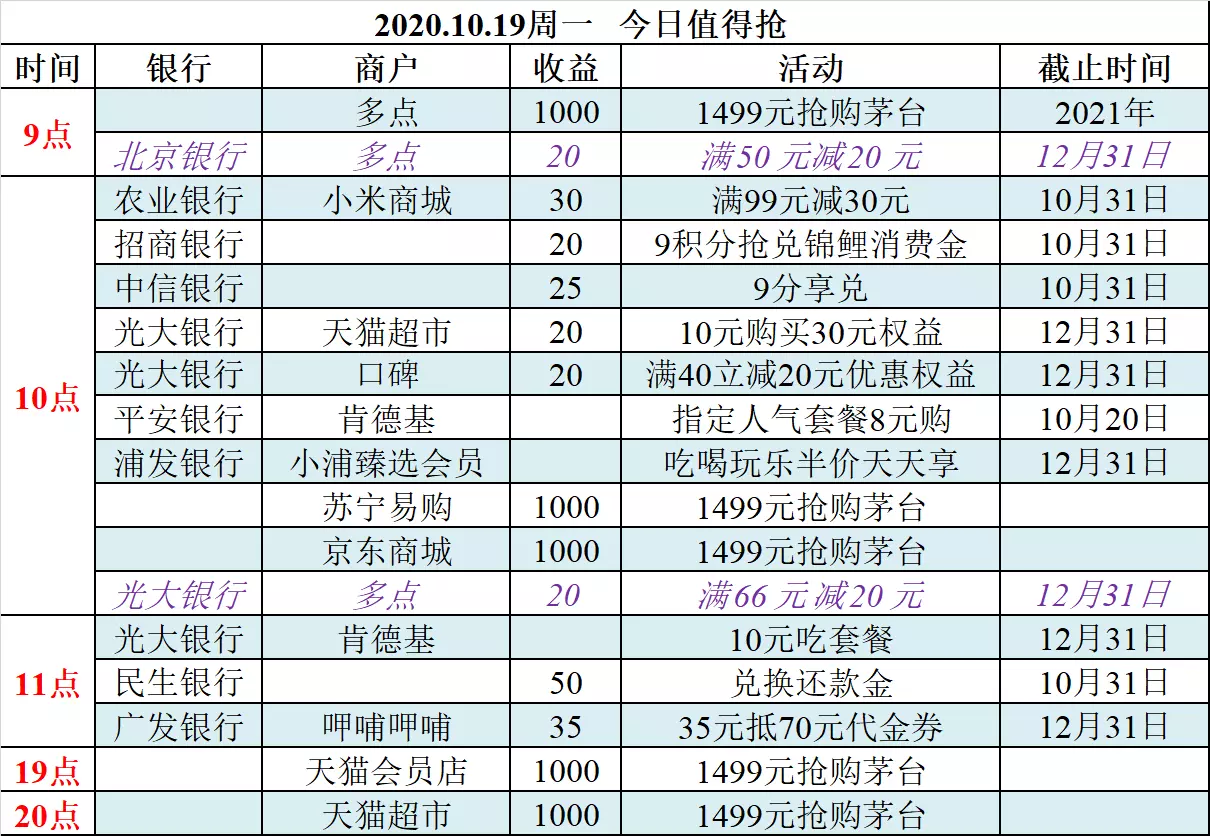 2020.10.19周一 今日值得抢
时间 银行 商户 收益 活动 截止时间
9点 多点 1000 1499元抢购茅台 2021年
北京银行 多点 20 满50元减20元 12月31日
10点 农业银行 小米商城 30 满99元减30元 10月31日
招商银行 20 9积分抢兑锦鲤消费金 10月31日
中信银行 25 9分享兑 10月31日
光大银行 天猫超市 20 10元购买30元权益 12月31日
光大银行 口碑 20 满40立减20元优惠权益 12月31日
平安银行 肯德基 指定人气套餐8元购 10月20日
浦发银行 小浦臻选会员 吃喝玩乐半价天天享 12月31日
苏宁易购 1000 1499元抢购茅台
京东商城 1000 1499元抢购茅台
光大银行 多点 20 满66元减20元 12月31日
11点 光大银行 肯德基 10元吃套餐 12月31日
民生银行 50 兑换还款金 10月31日
广发银行 呷哺呷哺 35 35元抵70元代金券 12月31日
19点 天猫会员店 1000 1499元抢购茅台
20点 天猫超市 1000 1499元抢购茅台